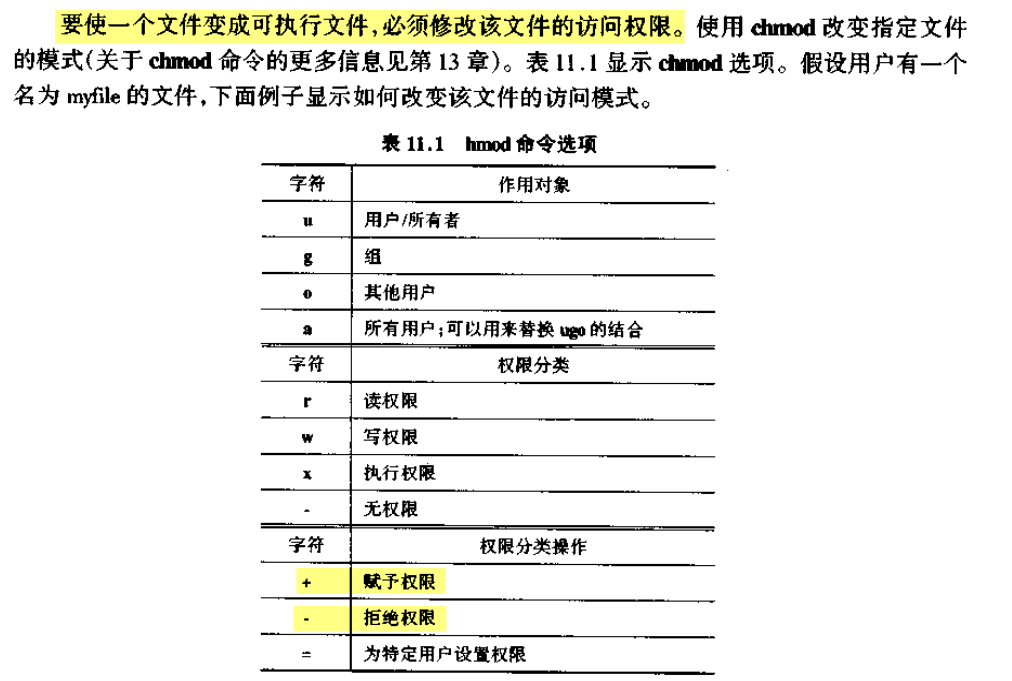 要使一个文件变成可执行文件,必须修改该文件的访问权限。使用 chmod 改变指定文件
的模式(关于 chmod 命令的更多信息见第 13 章)。表 11.1 显示 chmod 选项。假设用户有一个
名为 myfile 的文件,下面例子显示如何改变该文件的访问模式。
表 11.1 hmod 命令选项
字符 作用对象
u 用户/所有者
g 组
o 其他用户
a 所有用户;可以用来替换 ugo 的结合
字符 权限分类
r 读权限
w 写权限
x 执行权限
- 无权限
字符 权限分类操作
+ 赋予权限
- 拒绝权限
= 为特定用户设置权限